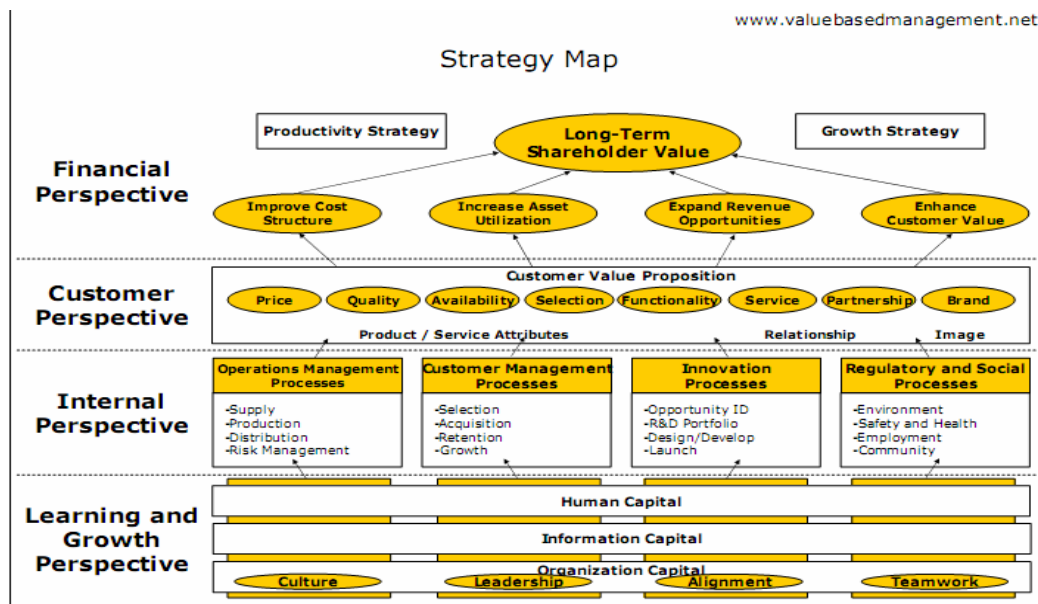 www.valuebasedmanagement.net
Strategy Map
Financial
Perspective
Productivity Strategy
Long-Term
Shareholder Value
Growth Strategy
Improve Cost
Structure
Increase Asset
Utilization
Expand Revenue
Opportunities
Enhance
Customer Value
Customer
Perspective
Customer Value Proposition
Price
Quality
Availability
Selection
Functionality
Service
Partnership
Brand
Product / Service Attributes
Relationship
Image
Internal
Perspective
Operations Management
Processes
-Supply
-Production
-Distribution
-Risk Management
Customer Management
Processes
-Selection
-Acquisition
-Retention
-Growth
Innovation
Processes
-Opportunity ID
-R&D Portfolio
-Design/Develop
-Launch
Regulatory and Social
Processes
-Environment
-Safety and Health
-Employment
-Community
Learning and
Growth
Perspective
Human Capital
Information Capital
Organization Capital
Culture
Leadership
Alignment
Teamwork